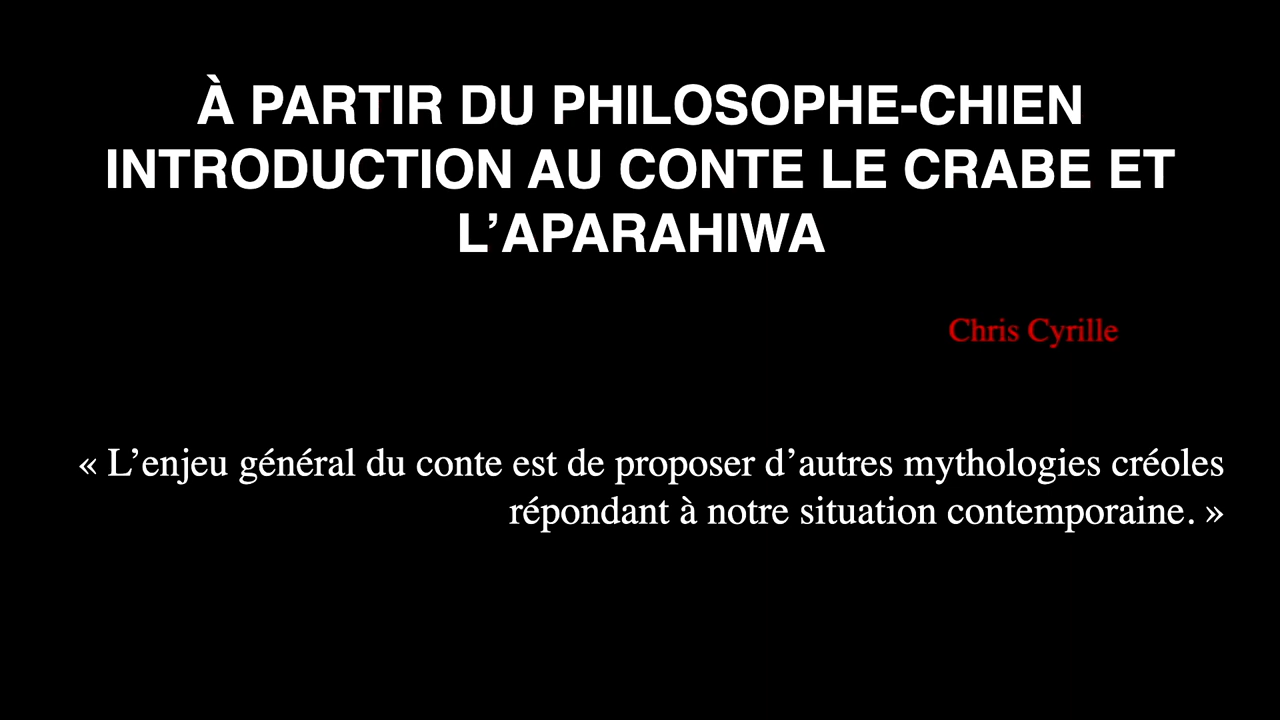 À PARTIR DU PHILOSOPHE-CHIEN
INTRODUCTION AU CONTE LE CRABE ET
L’APARAHIWA
Chris Cyrille
« L’enjeu général du conte est de proposer d’autres mythologies créoles
répondant à notre situation contemporaine. »